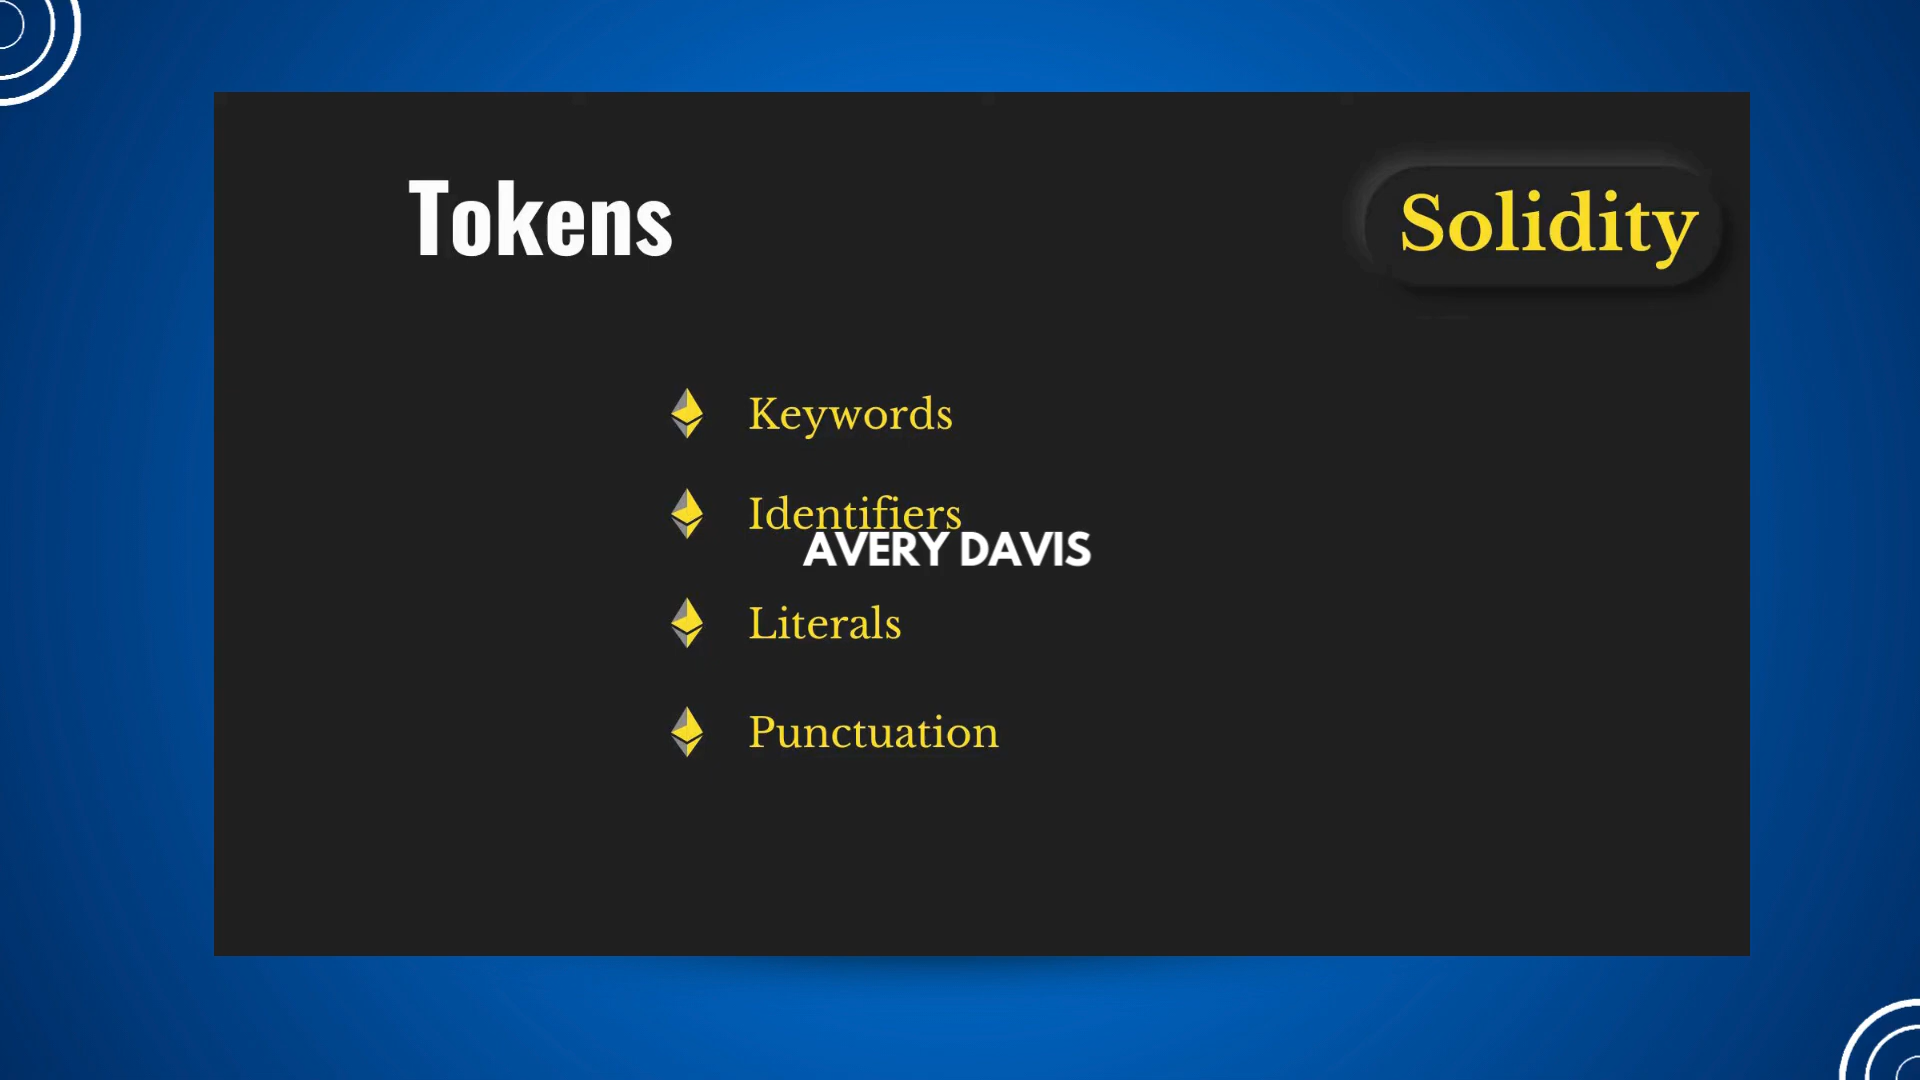 Tokens
Solidity
Keywords
Identifiers
AVERY DAVIS
Literals
Punctuation